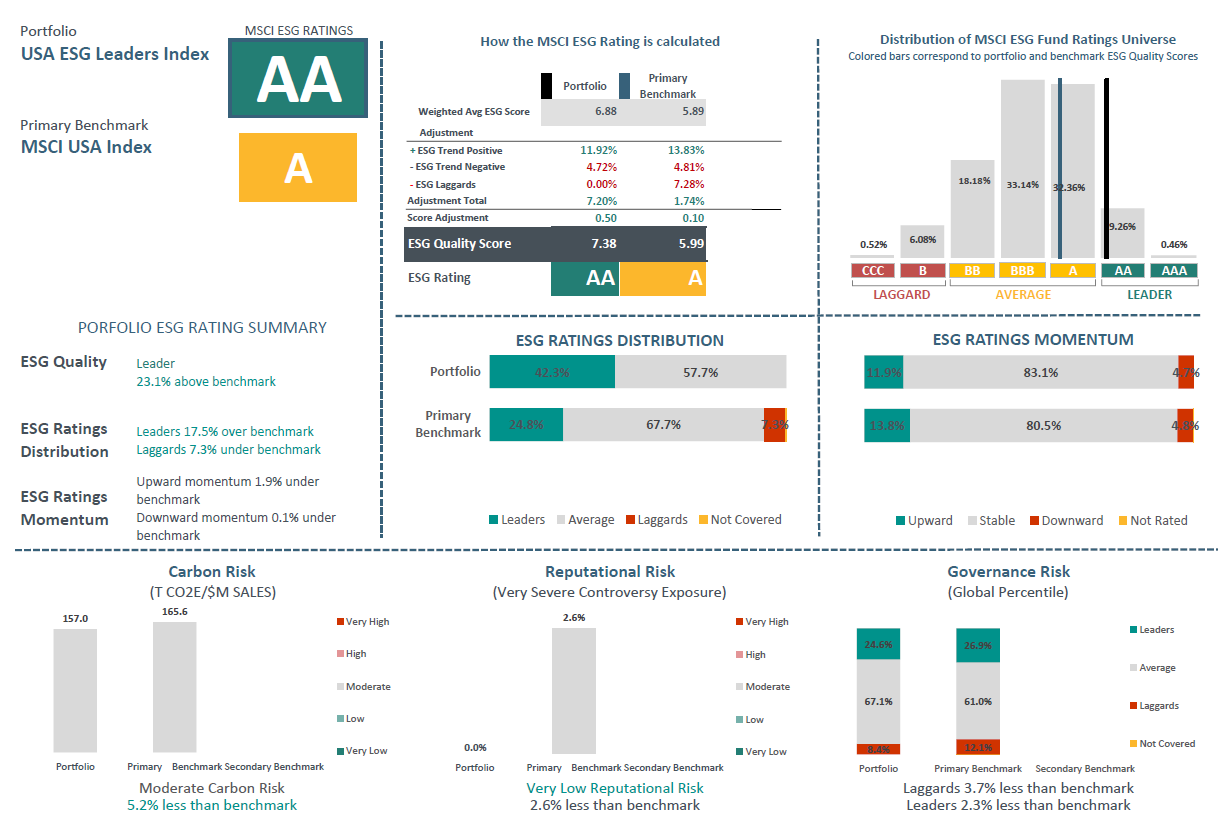 Portfolio
USA ESG Leaders Index
MSCI ESG RATINGS
AA
Primary Benchmark
MSCI USA Index
A
How the MSCI ESG Rating is calculated
Portfolio Primary Benchmark
Weighted Avg ESG Score 6.88 5.89
Adjustment
+ ESG Trend Positive 11.92% 13.83%
- ESG Trend Negative 4.72% 4.81%
- ESG Laggards 0.00% 7.28%
Adjustment Total 7.20% 1.74%
Score Adjustment 0.50 0.10
ESG Quality Score 7.38 5.99
ESG Rating AA A
Distribution of MSCI ESG Fund Ratings Universe
Colored bars correspond to portfolio and benchmark ESG Quality Scores
0.52% 6.08% 18.18% 33.14% 32.36% 9.26% 0.46%
CCC B BB BBB A AA AAA
LAGGARD AVERAGE LEADER
PORFOLIO ESG RATING SUMMARY
ESG Quality
Leader
23.1% above benchmark
ESG Ratings
Distribution
Leaders 17.5% over benchmark
Laggards 7.3% under benchmark
ESG Ratings
Momentum
Upward momentum 1.9% under
benchmark
Downward momentum 0.1% under
benchmark
ESG RATINGS DISTRIBUTION
Portfolio 42.3% 57.7%
Primary
Benchmark
24.8% 67.7% 7.3%
Leaders Average Laggards Not Covered
ESG RATINGS MOMENTUM
11.9% 83.1% 4.7%
13.8% 80.5% 4.8%
Upward Stable Downward Not Rated
Carbon Risk
(T CO2E/$M SALES)
157.0 165.6
Very High
High
Moderate
Low
Very Low
Portfolio Primary Benchmark Secondary Benchmark
Moderate Carbon Risk
5.2% less than benchmark
Reputational Risk
(Very Severe Controversy Exposure)
2.6%
0.0%
Very High
High
Moderate
Low
Very Low
Portfolio Primary Benchmark Secondary Benchmark
Very Low Reputational Risk
2.6% less than benchmark
Governance Risk
(Global Percentile)
24.6% 26.9%
67.1% 61.0%
8.4% 12.1%
Leaders
Average
Laggards
Not Covered
Portfolio Primary Benchmark Secondary Benchmark
Laggards 3.7% less than benchmark
Leaders 2.3% less than benchmark